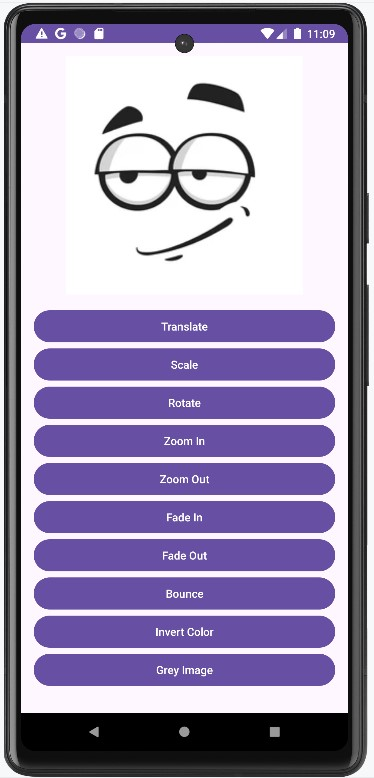 11:09
Translate
Scale
Rotate
Zoom In
Zoom Out
Fade In
Fade Out
Bounce
Invert Color
Grey Image